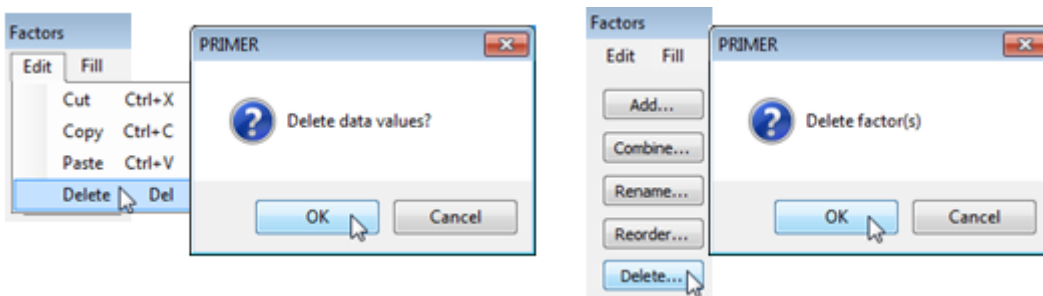 Factors
Edit Fill
Cut Ctrl+X
Copy Ctrl+C
Paste Ctrl+V
Delete Del
PRIMER
Delete data values?
OK Cancel
Factors
Edit Fill
Add...
Combine...
Rename...
Reorder...
Delete...
PRIMER
Delete factor(s)
OK Cancel